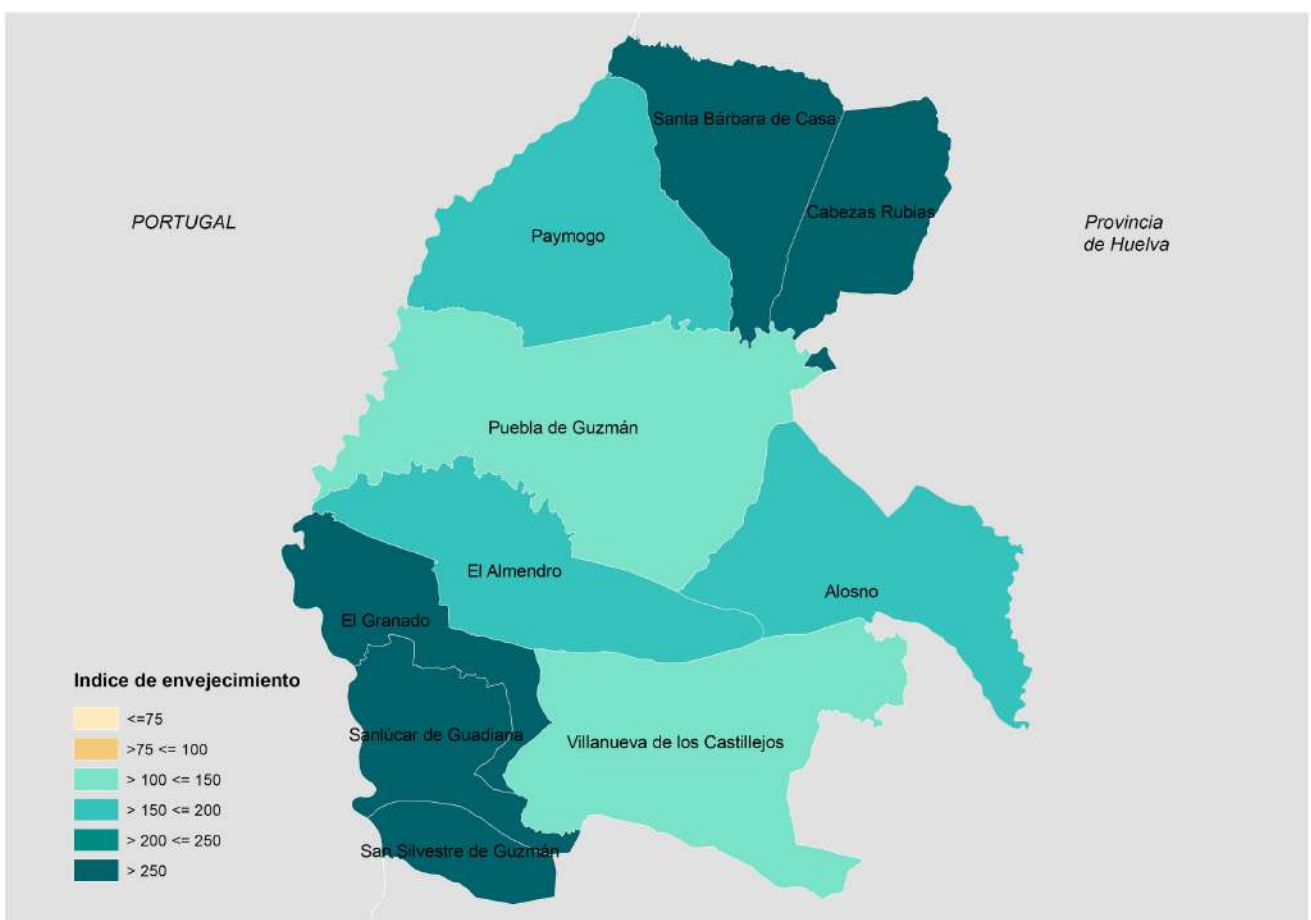 Santa Bárbara de Casa
Cabezas Rubias
PORTUGAL
Provincia
de Huelva
Paymogo
Puebla de Guzmán
El Almendro
Alosno
El Granado
Indice de envejecimiento
<=75
>75 <= 100
> 100 <= 150
> 150 <= 200
> 200 <= 250
> 250
Sanlúcar de Guadiana
Villanueva de los Castillejos
San Silvestre de Guzmán